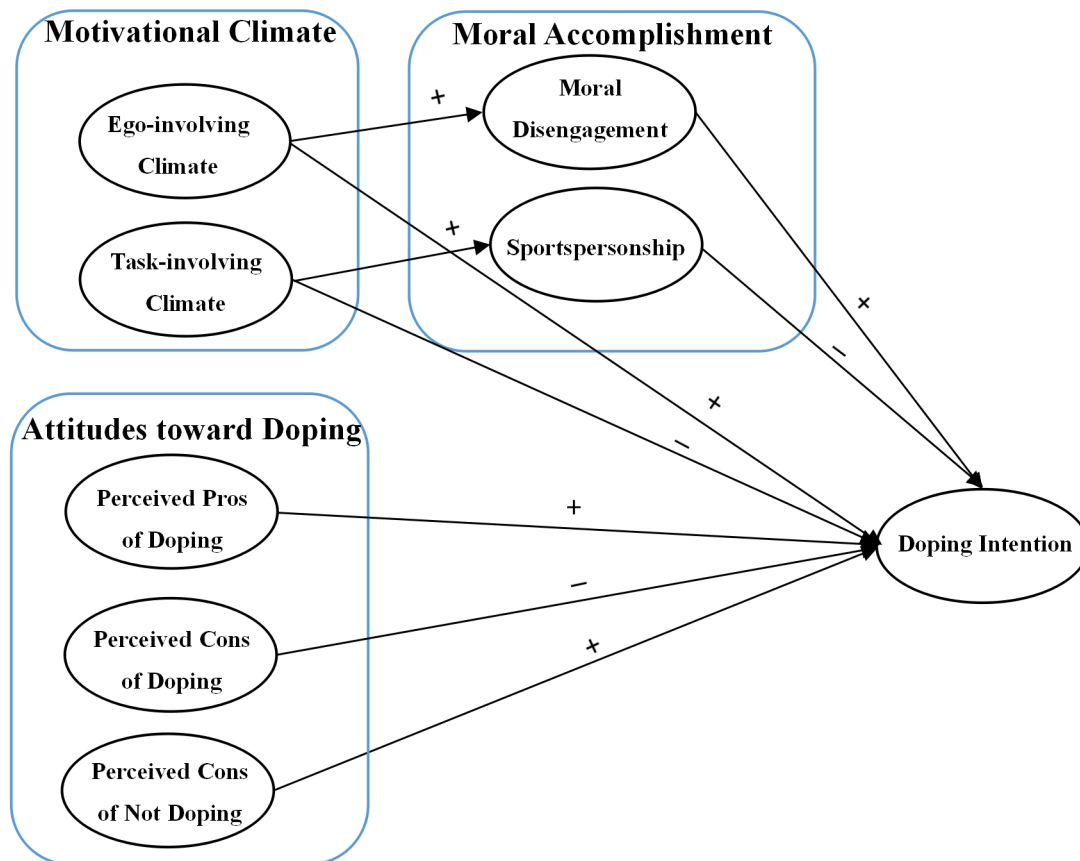 Motivational Climate
Moral Accomplishment
Ego-involving
Climate
+
Moral
Disengagement
Task-involving
Climate
+
Sportspersonship
+
−
+
−
Attitudes toward Doping
Perceived Pros
of Doping
+
Doping Intention
Perceived Cons
of Doping
−
Perceived Cons
of Not Doping
+